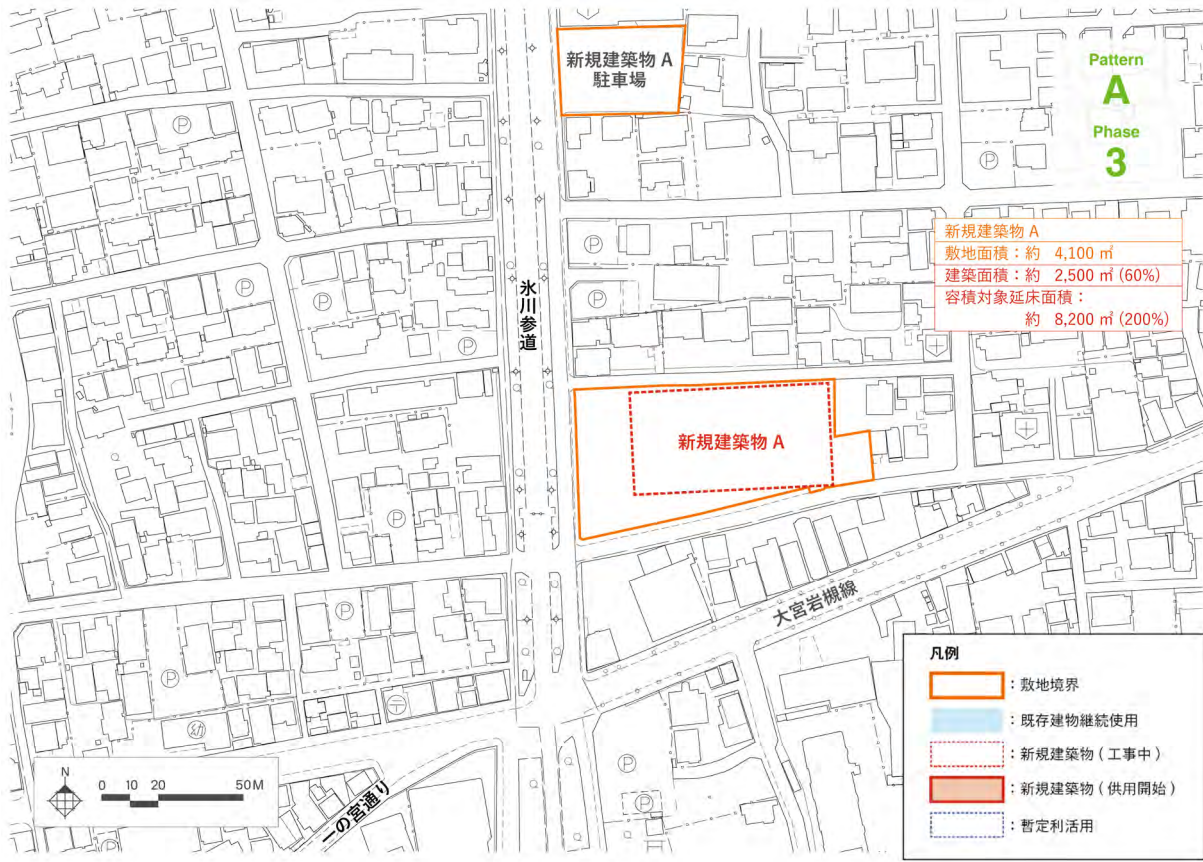 新規建築物 A
駐車場
Pattern
A
Phase
3
新規建築物 A
敷地面積：約 4,100 ㎡
建築面積：約 2,500 ㎡ (60%)
容積対象延床面積：
約 8,200 ㎡ (200%)
氷川参道
新規建築物 A
大宮岩槻線
一の宮通り
P
P
P
P
P
P
P
P
P
P
P
幼
N
0 10 20 50M
凡例
：敷地境界
：既存建物継続使用
：新規建築物 ( 工事中 )
：新規建築物 ( 供用開始 )
：暫定利活用